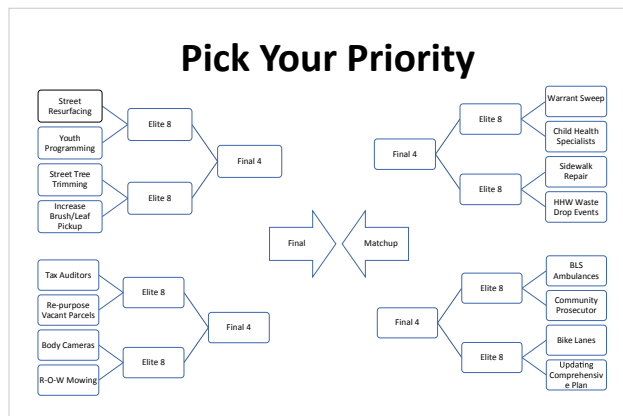 Pick Your Priority
Street
Resurfacing
Youth
Programming
Street Tree
Trimming
Increase
Brush/Leaf
Pickup
Elite 8
Elite 8
Final 4
Tax Auditors
Re-purpose
Vacant Parcels
Body Cameras
R-O-W Mowing
Elite 8
Elite 8
Final 4
Final
Matchup
Final 4
Elite 8
Elite 8
Warrant Sweep
Child Health
Specialists
Sidewalk
Repair
HHW Waste
Drop Events
Final 4
Elite 8
Elite 8
BLS
Ambulances
Community
Prosecutor
Bike Lanes
Updating
Comprehensiv
e Plan